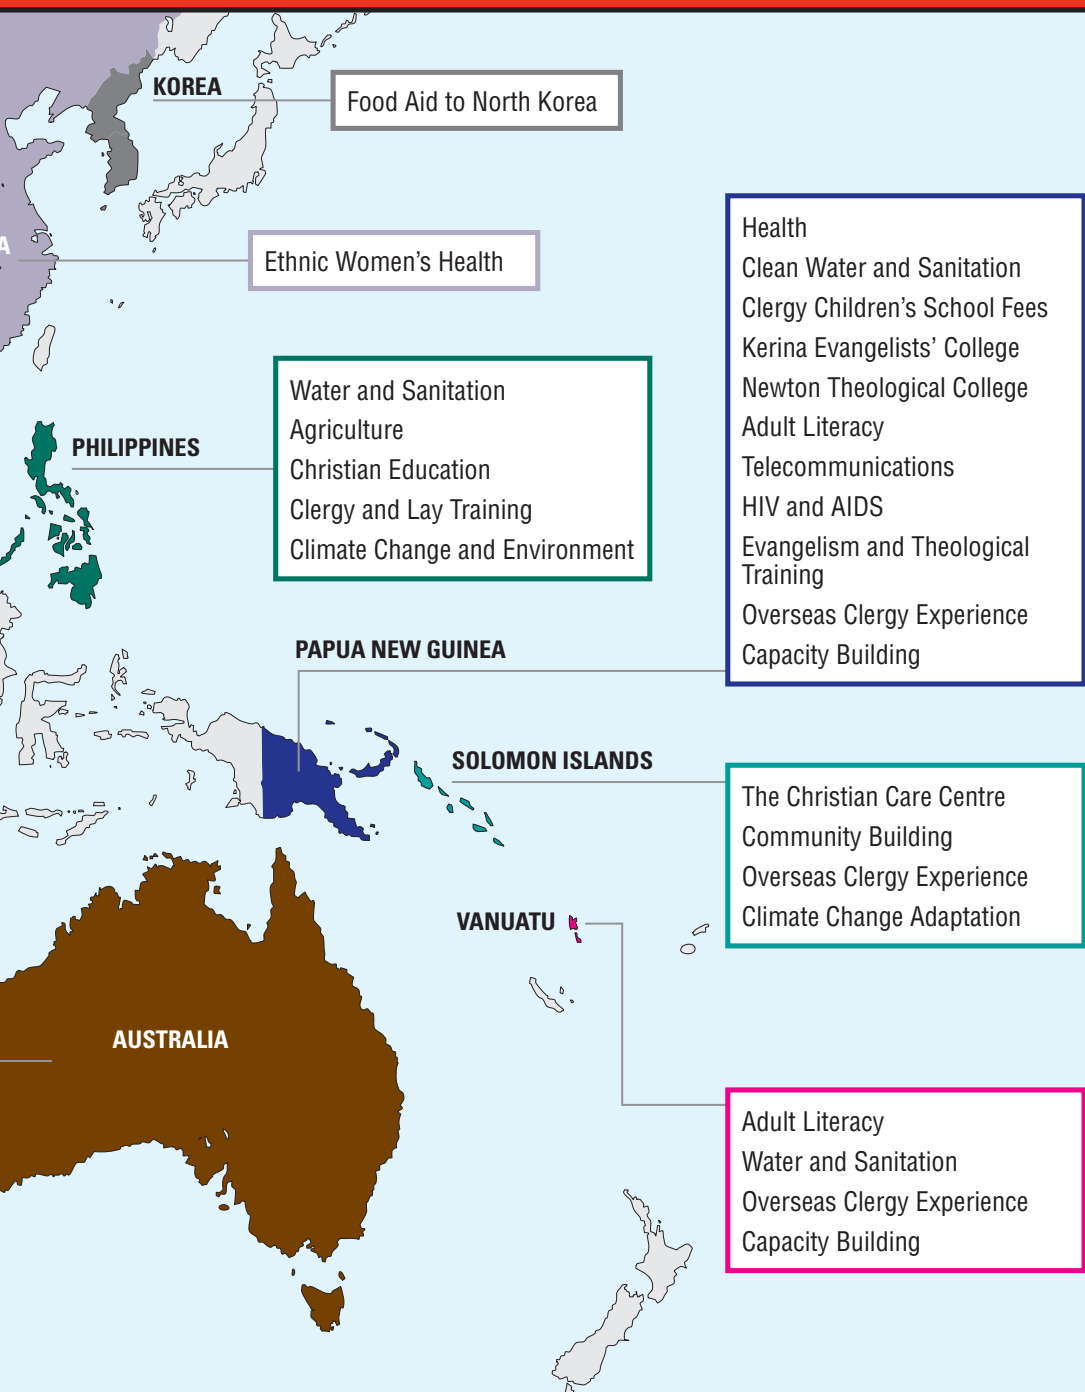 KOREA
Food Aid to North Korea
A
Ethnic Women’s Health
PHILIPPINES
Water and Sanitation
Agriculture
Christian Education
Clergy and Lay Training
Climate Change and Environment
Health
Clean Water and Sanitation
Clergy Children’s School Fees
Kerina Evangelists’ College
Newton Theological College
Adult Literacy
Telecommunications
HIV and AIDS
Evangelism and Theological
Training
Overseas Clergy Experience
Capacity Building
PAPUA NEW GUINEA
SOLOMON ISLANDS
The Christian Care Centre
Community Building
Overseas Clergy Experience
Climate Change Adaptation
VANUATU
AUSTRALIA
Adult Literacy
Water and Sanitation
Overseas Clergy Experience
Capacity Building